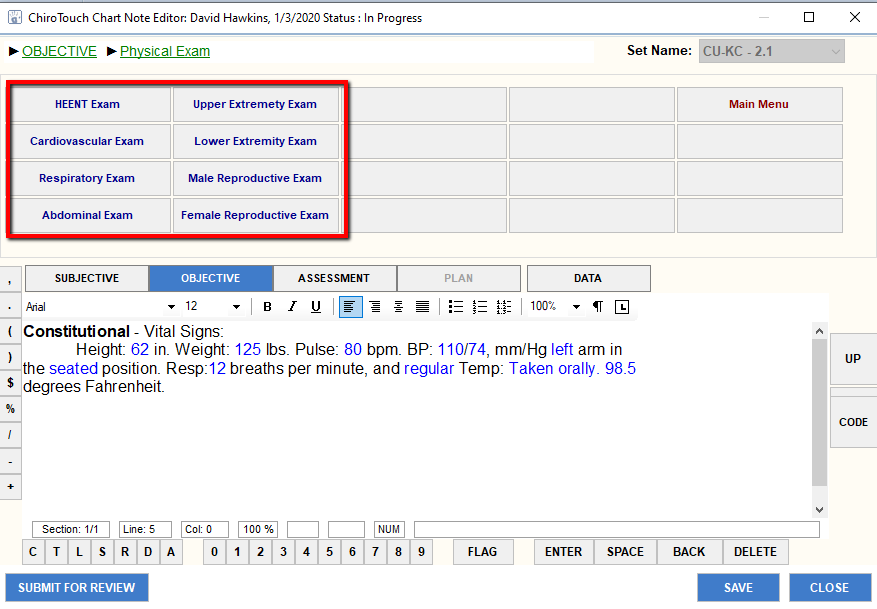 ChiroTouch Chart Note Editor: David Hawkins, 1/3/2020 Status : In Progress
OBJECTIVE Physical Exam Set Name: CU-KC - 2.1
HEENT Exam Upper Extremety Exam Main Menu
Cardiovascular Exam Lower Extremity Exam
Respiratory Exam Male Reproductive Exam
Abdominal Exam Female Reproductive Exam
, SUBJECTIVE OBJECTIVE ASSESSMENT PLAN DATA
. Arial 12 B I U 100% ¶ L
( Constitutional - Vital Signs:
Height: 62 in. Weight: 125 lbs. Pulse: 80 bpm. BP: 110/74, mm/Hg left arm in
) the seated position. Resp:12 breaths per minute, and regular Temp: Taken orally. 98.5 UP
$ degrees Fahrenheit.
%
/ CODE
-
+
Section: 1/1 Line: 5 Col: 0 100 % NUM
C T L S R D A 0 1 2 3 4 5 6 7 8 9 FLAG ENTER SPACE BACK DELETE
SUBMIT FOR REVIEW SAVE CLOSE